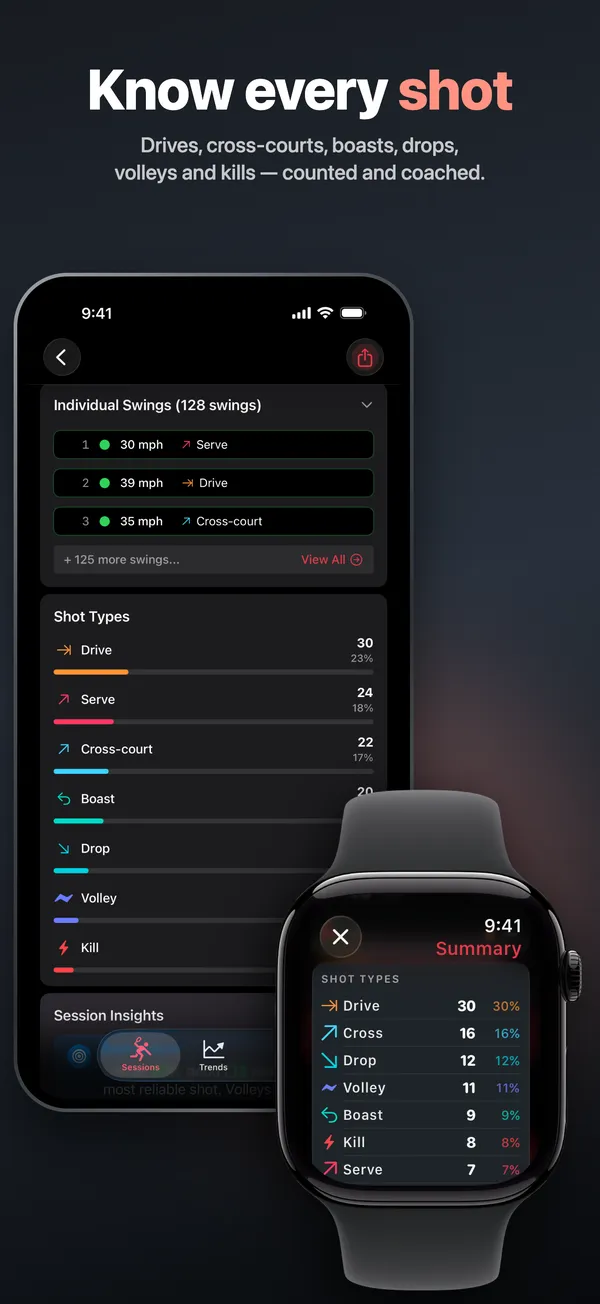 Know every shot
Drives, cross-courts, boasts, drops,
volleys and kills — counted and coached.
9:41
Individual Swings (128 swings)
1 30 mph Serve
2 39 mph Drive
3 35 mph Cross-court
+ 125 more swings... View All
Shot Types
Drive 30
23%
Serve 24
18%
Cross-court 22
17%
Boast 20
Drop
Volley
Kill
Session Insights
Sessions
Trends
most reliable shot, Volleys
9:41
Summary
SHOT TYPES
Drive 30 30%
Cross 16 16%
Drop 12 12%
Volley 11 11%
Boast 9 9%
Kill 8 8%
Serve 7 7%